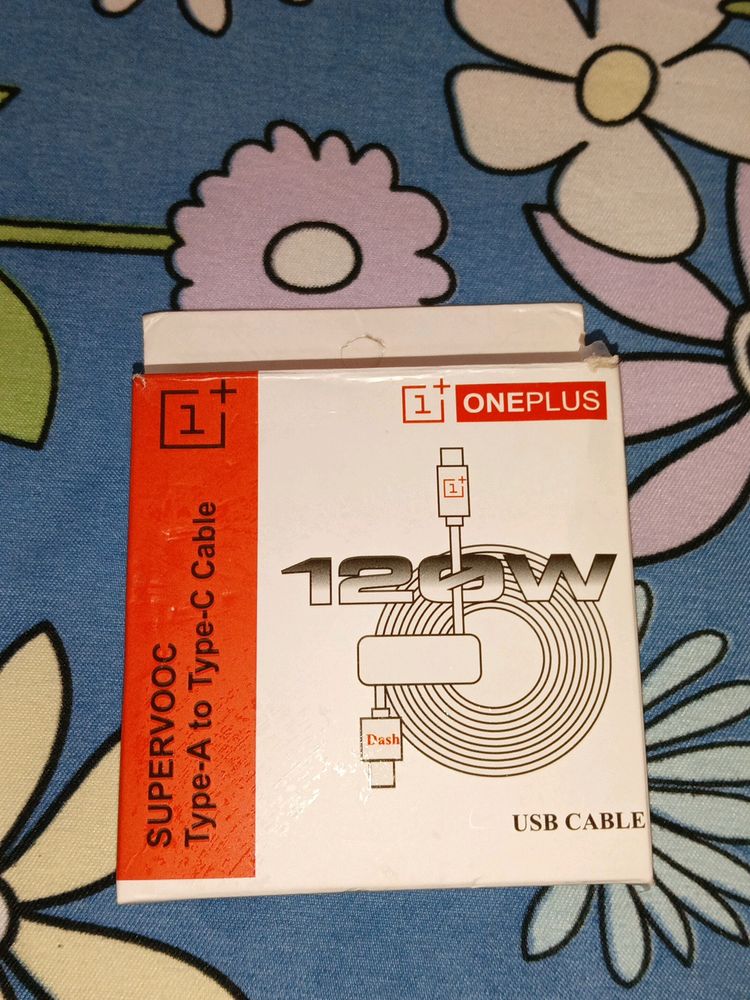 1+
SUPERVOOC
Type-A to Type-C Cable
1+ ONEPLUS
1+
120W
Dash
USB CABLE